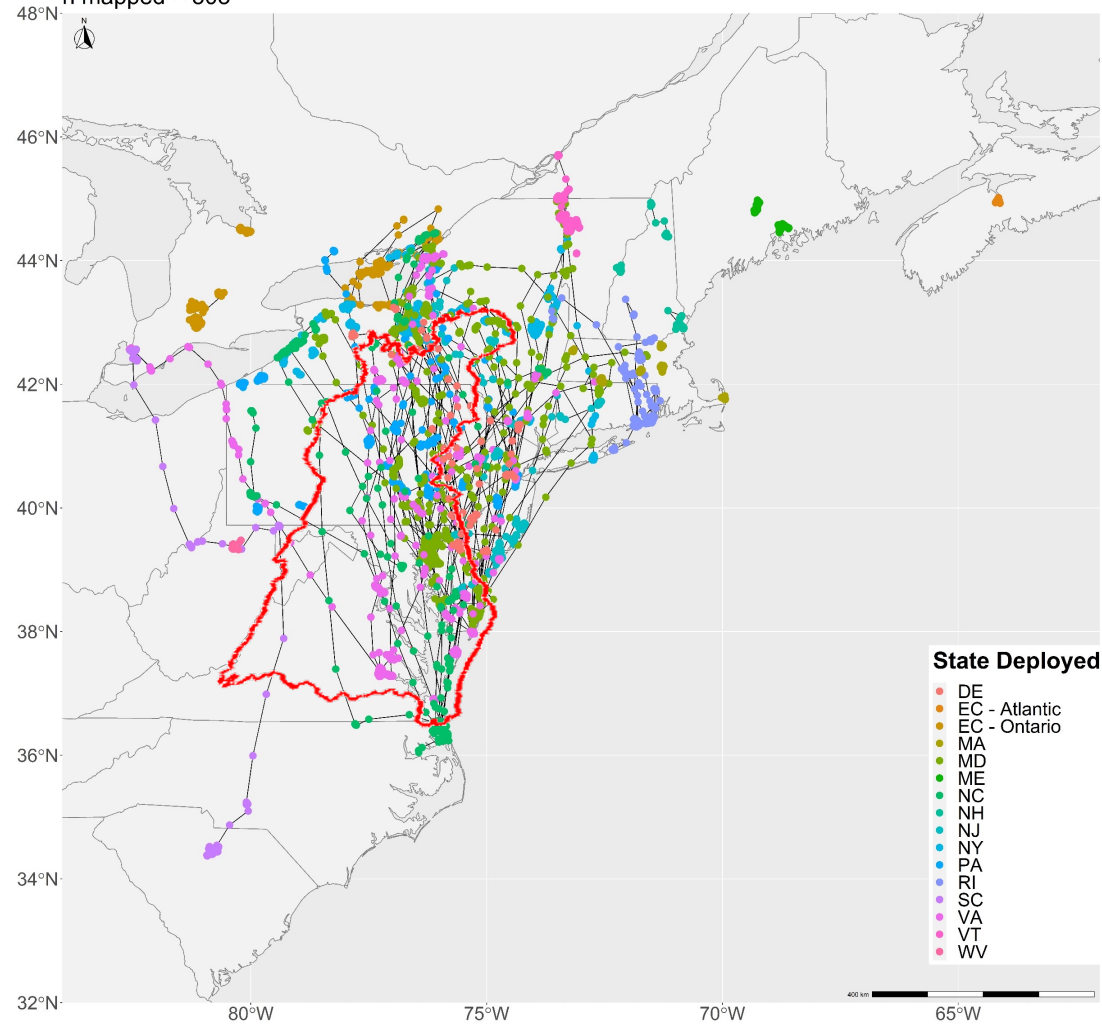 48°N
N
46°N
44°N
42°N
40°N
38°N
36°N
34°N
32°N
80°W
75°W
70°W
65°W
State Deployed
DE
EC - Atlantic
EC - Ontario
MA
MD
ME
NC
NH
NJ
NY
PA
RI
SC
VA
VT
WV
400 km